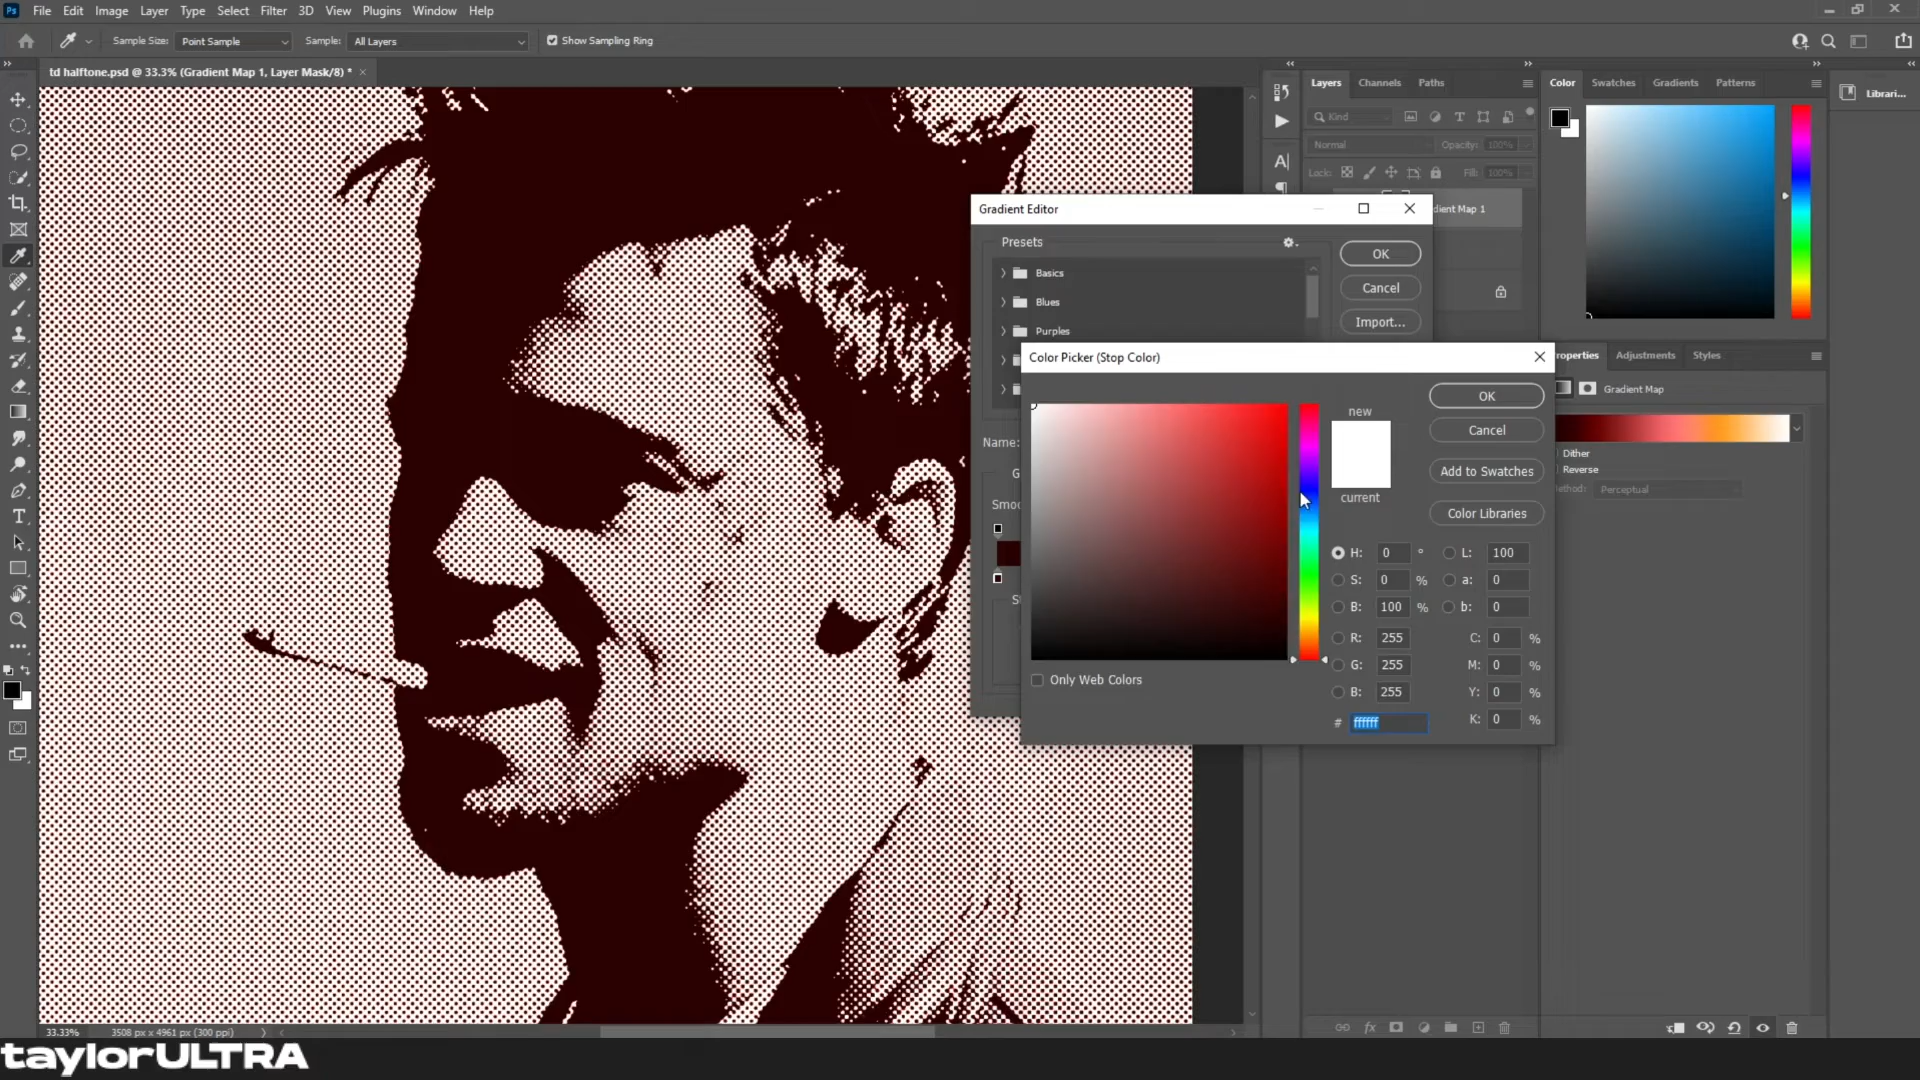 Ps File Edit Image Layer Type Select Filter 3D View Plugins Window Help
Sample Size: Point Sample Sample: All Layers Show Sampling Ring
td halftone.psd @ 33.3% (Gradient Map 1, Layer Mask/8) *
Layers Channels Paths
Color Swatches Gradients Patterns
Librari...
Kind
Normal Opacity: 100%
Lock: Fill: 100%
dient Map 1
Gradient Editor
Presets
OK
Basics
Cancel
Blues
Import...
Purples
Color Picker (Stop Color)
roperties Adjustments Styles
Gradient Map
OK
new
Cancel
current
Name:
G
Smoo
S
Add to Swatches
Color Libraries
Dither
Reverse
ethod: Perceptual
H: 0 ° L: 100
S: 0 % a: 0
B: 100 % b: 0
R: 255 C: 0 %
G: 255 M: 0 %
B: 255 Y: 0 %
# ffffff K: 0 %
Only Web Colors
33.33% 3508 px x 4961 px (300 ppi)
fx
taylorULTRA